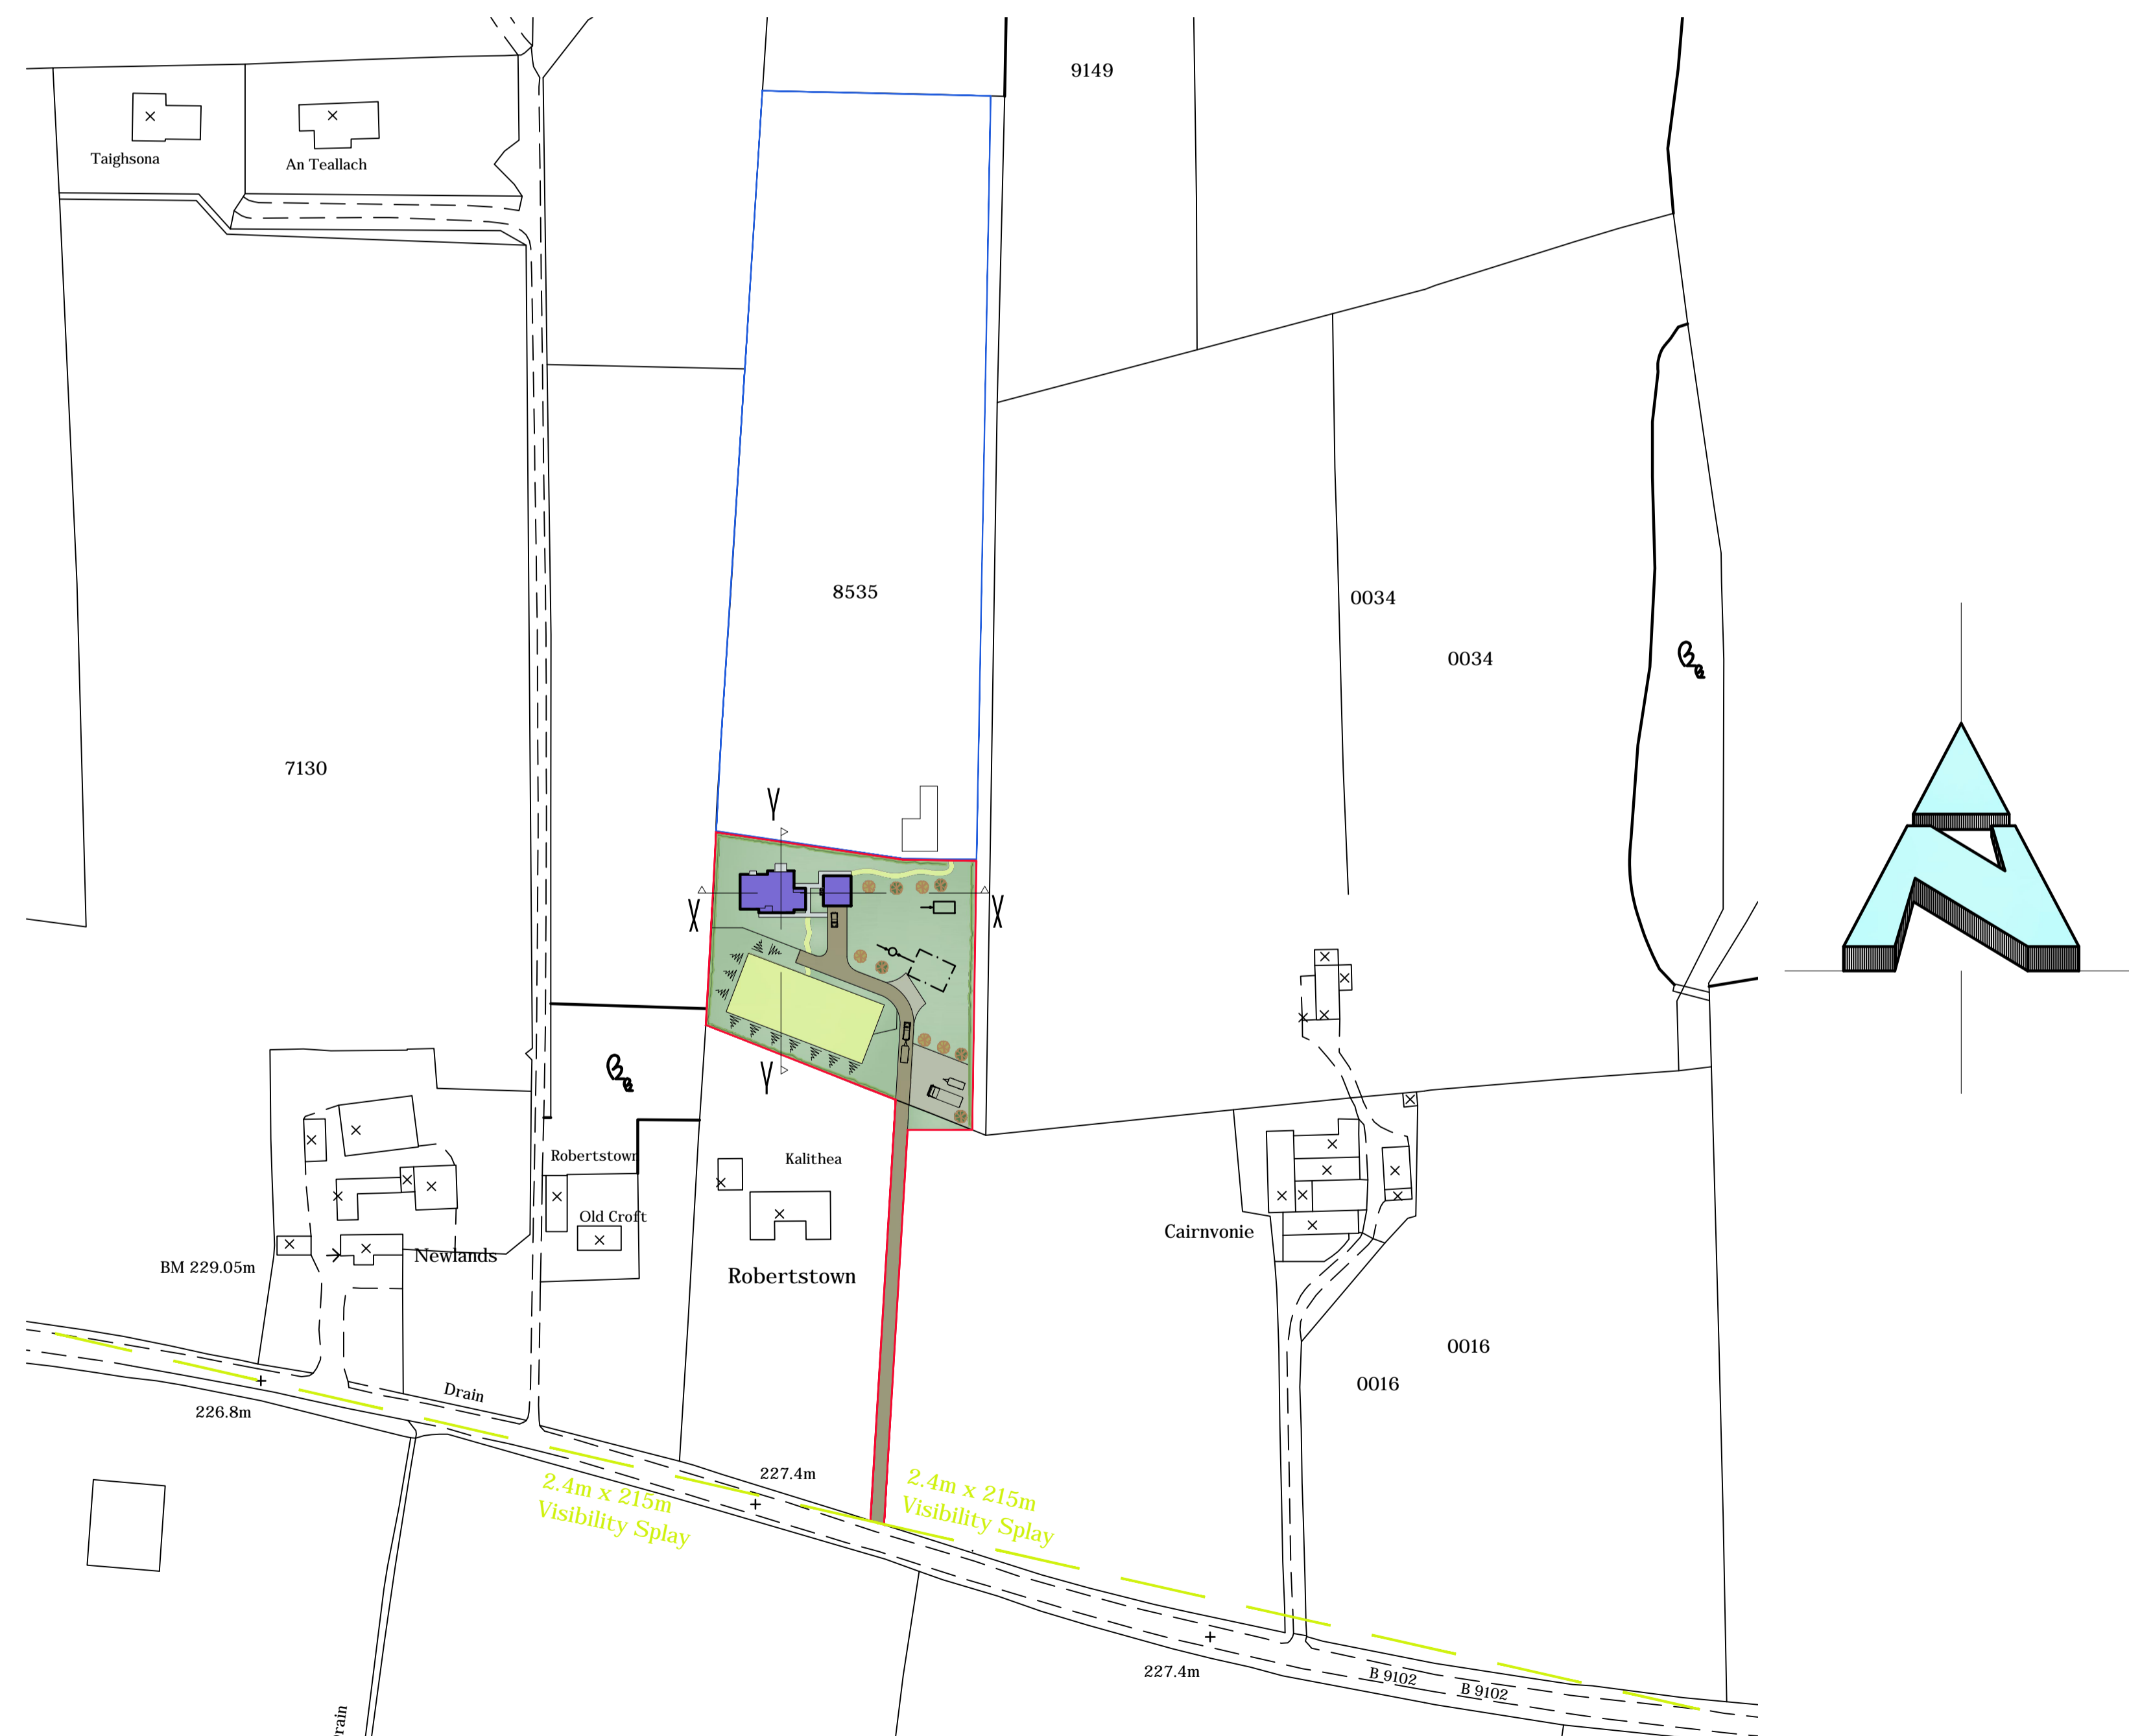 9149
Taighsona
An Teallach
8535
0034
0034
7130
Y
X
X
Y
N
Robertstown
Kalithea
Old Croft
Cairnvonie
Newlands
BM 229.05m
Robertstown
0016
0016
Drain
226.8m
227.4m
2.4m x 215m
Visibility Splay
2.4m x 215m
Visibility Splay
227.4m
B 9102
B 9102
rain